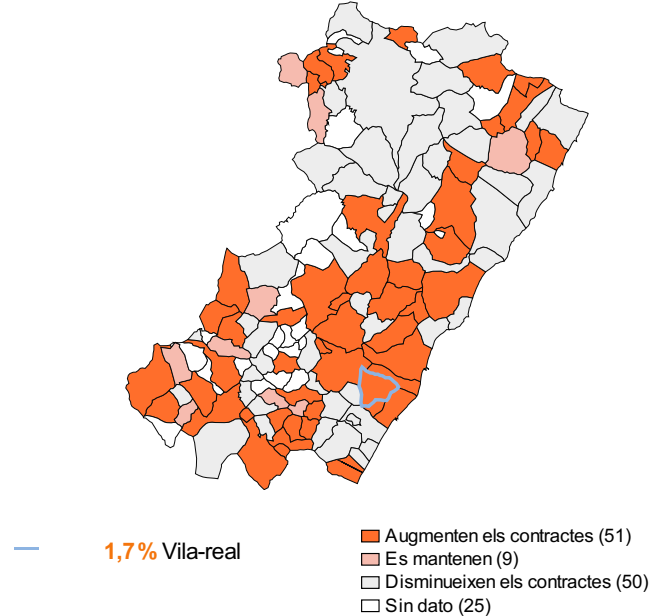 1,7% Vila-real
Augmenten els contractes (51)
Es mantenen (9)
Disminueixen els contractes (50)
Sin dato (25)